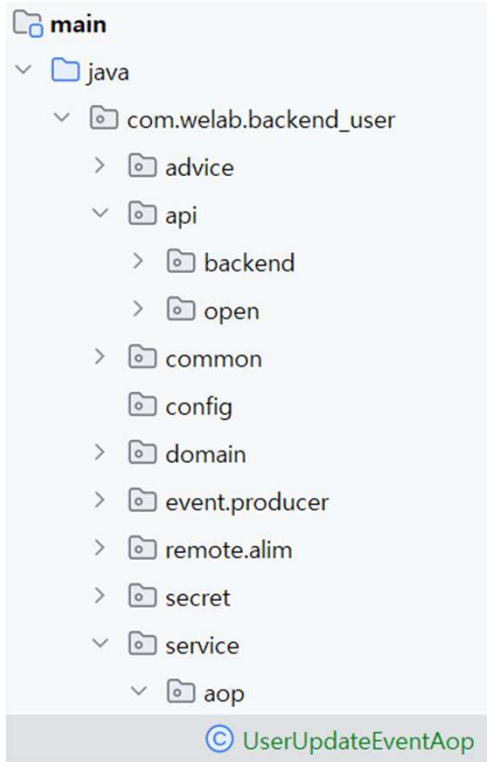 main
java
com.welab.backend_user
advice
api
backend
open
common
config
domain
event.producer
remote.alim
secret
service
aop
UserUpdateEventAop